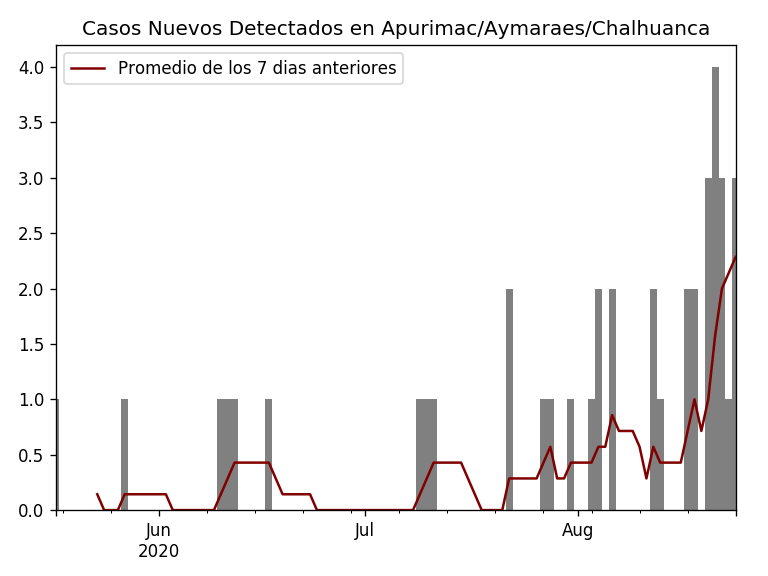 Casos Nuevos Detectados en Apurimac/Aymaraes/Chalhuanca
Promedio de los 7 dias anteriores
4.0
3.5
3.0
2.5
2.0
1.5
1.0
0.5
0.0
Jun
2020
Jul
Aug